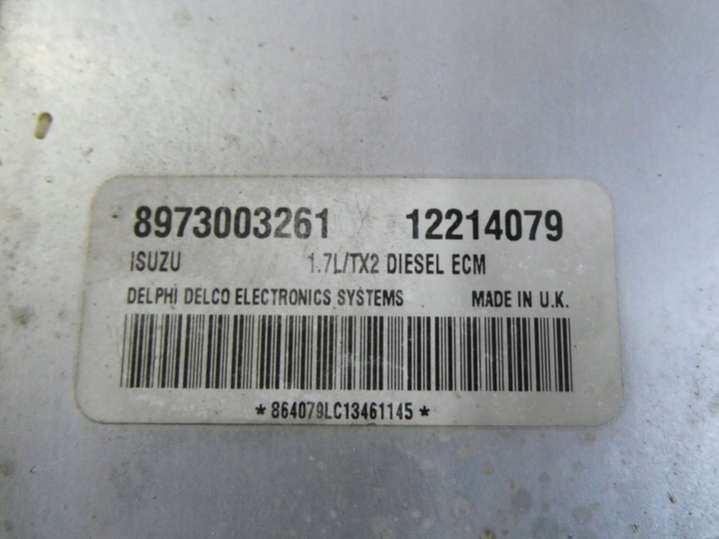 8973003261 12214079
ISUZU 1.7L/TX2 DIESEL ECM
DELPHI DELCO ELECTRONICS SYSTEMS MADE IN U.K.
*864079LC13461145*